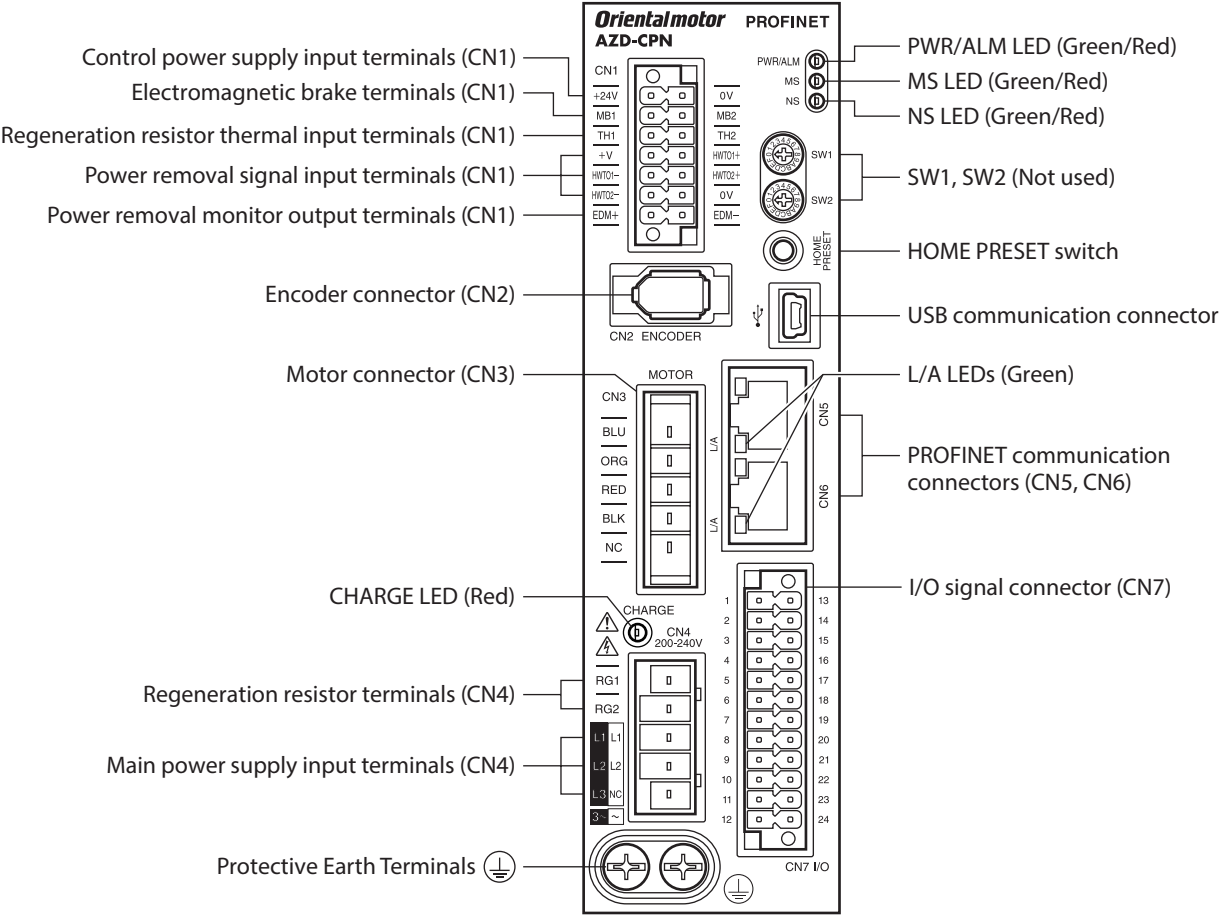 Orientalmotor
PROFINET
AZD-CPN
Control power supply input terminals (CN1)
Electromagnetic brake terminals (CN1)
Regeneration resistor thermal input terminals (CN1)
Power removal signal input terminals (CN1)
Power removal monitor output terminals (CN1)
Encoder connector (CN2)
Motor connector (CN3)
CHARGE LED (Red)
Regeneration resistor terminals (CN4)
Main power supply input terminals (CN4)
Protective Earth Terminals
CN1
+24V 0V
MB1 MB2
TH1 TH2
+V HWTO1+
HWTO1− HWTO2+
HWTO2− 0V
EDM+ EDM−
CN2 ENCODER
MOTOR
CN3
BLU
ORG
RED
BLK
NC
CHARGE
CN4
200-240V
RG1
RG2
L1 L1
L2 L2
L3 NC
3~ ~
PWR/ALM
MS
NS
0123456789ABCDEF
SW1
0123456789ABCDEF
SW2
HOME
PRESET
L/A
L/A
CN5
CN6
1 13
2 14
3 15
4 16
5 17
6 18
7 19
8 20
9 21
10 22
11 23
12 24
CN7 I/O
PWR/ALM LED (Green/Red)
MS LED (Green/Red)
NS LED (Green/Red)
SW1, SW2 (Not used)
HOME PRESET switch
USB communication connector
L/A LEDs (Green)
PROFINET communication
connectors (CN5, CN6)
I/O signal connector (CN7)